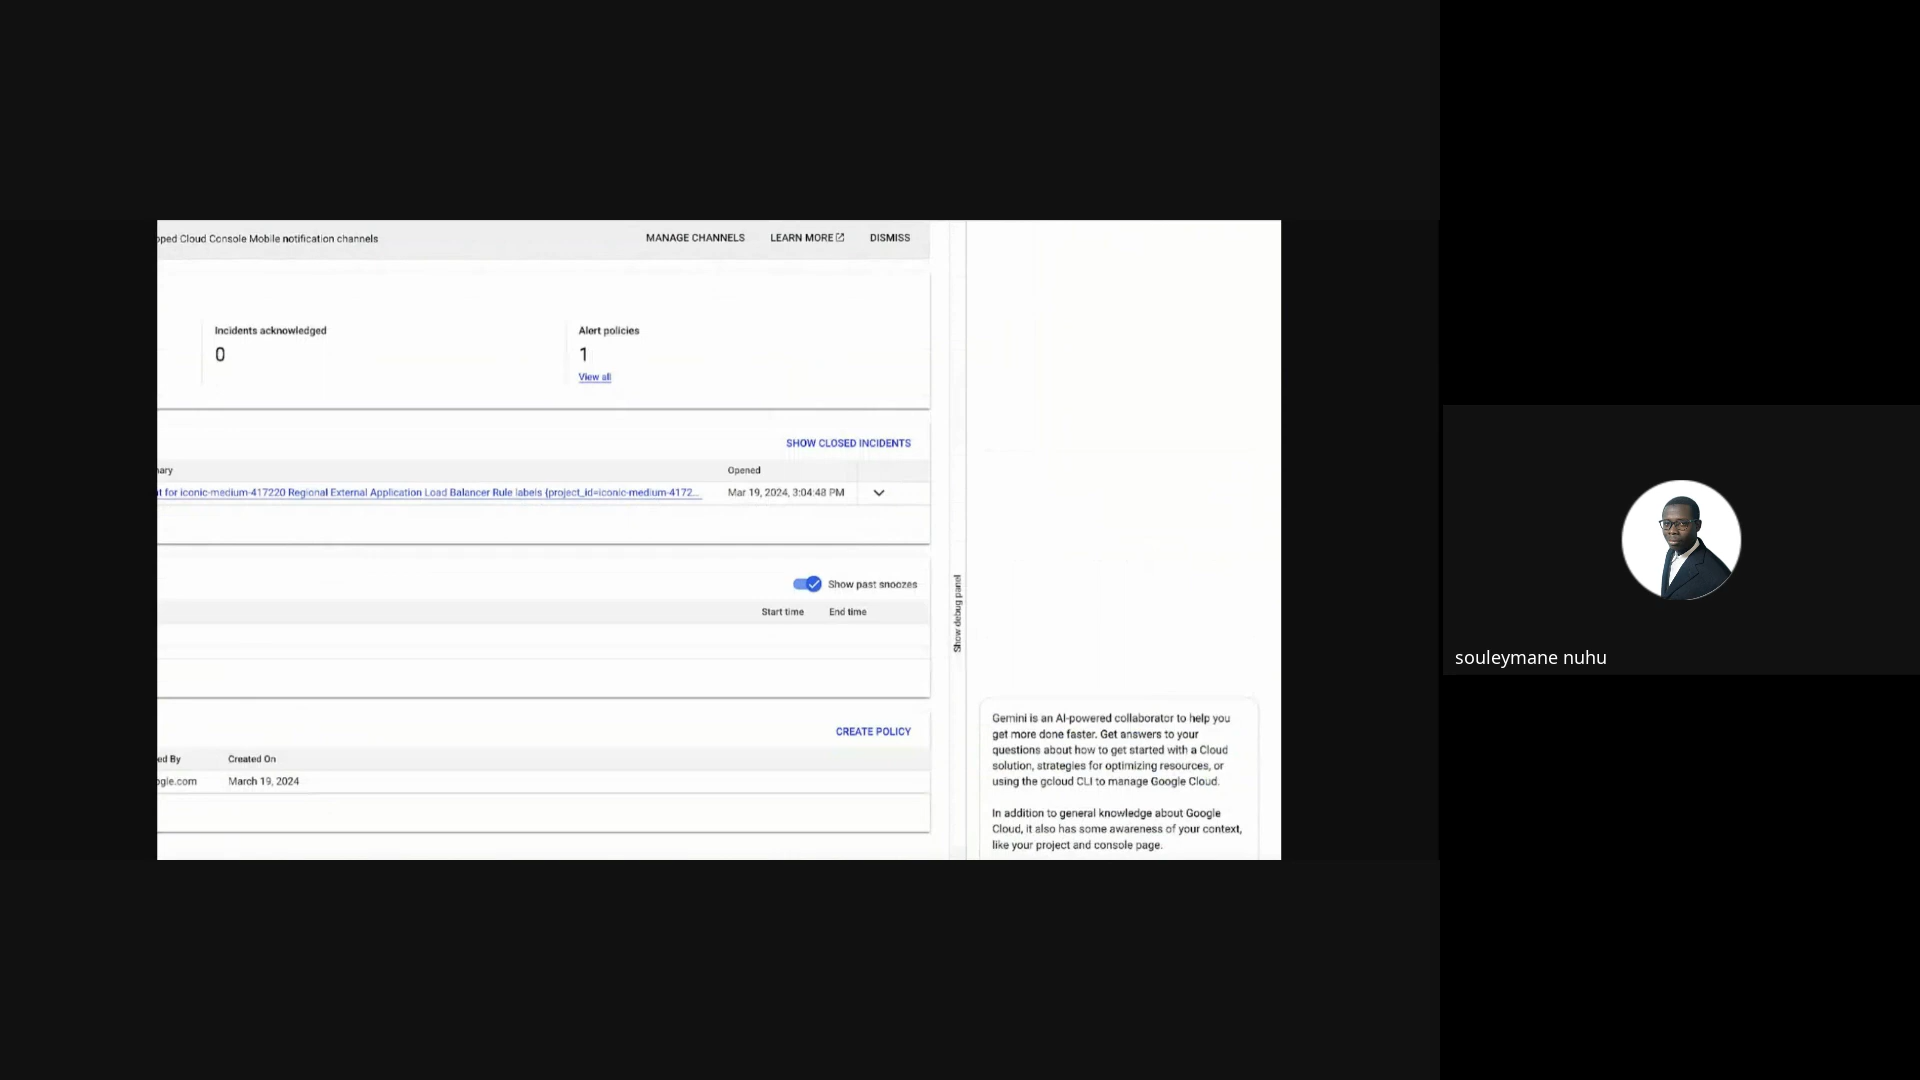 pped Cloud Console Mobile notification channels MANAGE CHANNELS LEARN MORE DISMISS
Incidents acknowledged Alert policies
0 1
View all
SHOW CLOSED INCIDENTS
nary Opened
t for iconic-medium-417220 Regional External Application Load Balancer Rule labels {project_id=iconic-medium-4172... Mar 19, 2024, 3:04:48 PM
Show past snoozes
Start time End time
Show debug panel
CREATE POLICY
ed By Created On
ogle.com March 19, 2024
Gemini is an AI-powered collaborator to help you
get more done faster. Get answers to your
questions about how to get started with a Cloud
solution, strategies for optimizing resources, or
using the gcloud CLI to manage Google Cloud.
In addition to general knowledge about Google
Cloud, it also has some awareness of your context,
like your project and console page.
souleymane nuhu